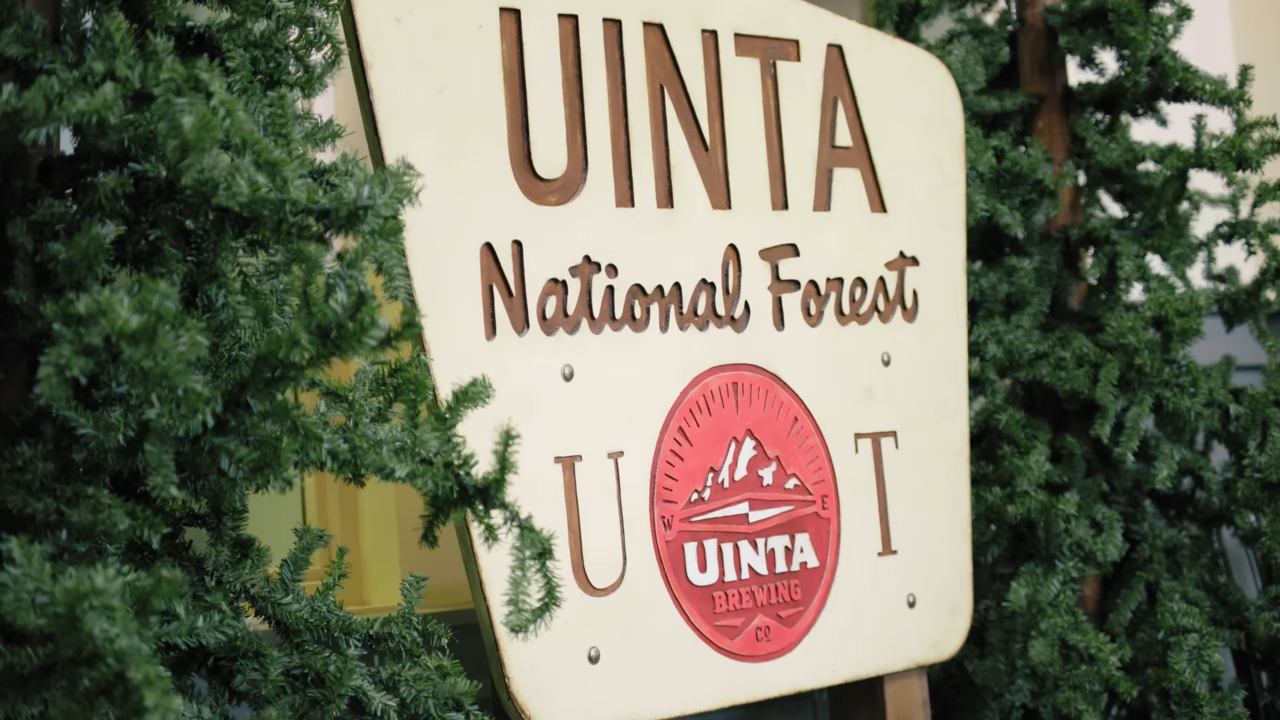 UINTA
National Forest
U T
W E
UINTA
BREWING
CO